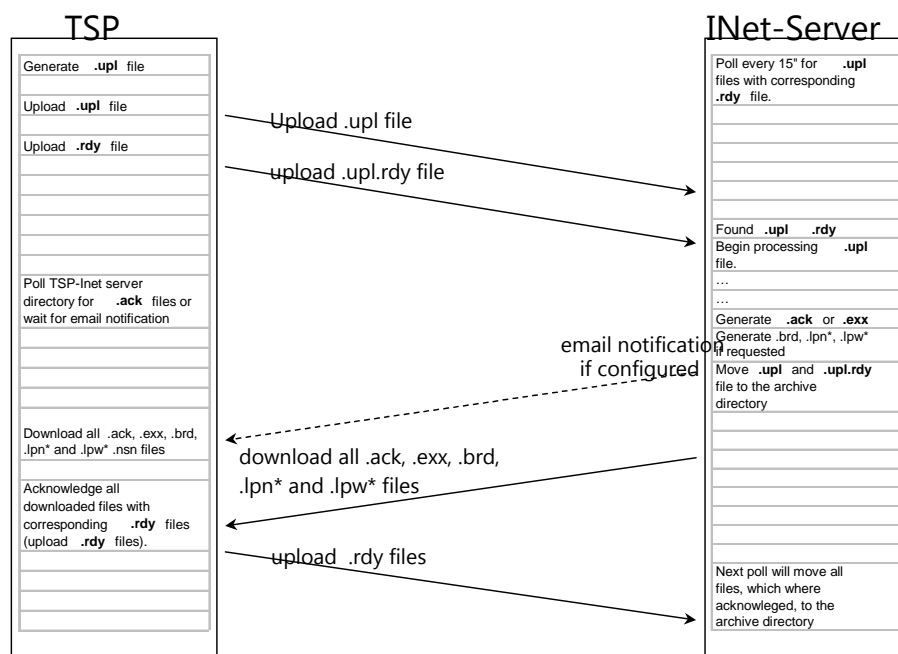 TSP
Generate .upl file
Upload .upl file
Upload .rdy file
Poll TSP-Inet server
directory for .ack files or
wait for email notification
Download all .ack, .exx, .brd,
.lpn* and .lpw* .nsn files
Acknowledge all
downloaded files with
corresponding .rdy files
(upload .rdy files).
Upload .upl file
upload .upl.rdy file
email notification
if configured
download all .ack, .exx, .brd,
.lpn* and .lpw* files
upload .rdy files
INet-Server
Poll every 15" for .upl
files with corresponding
.rdy file.
Found .upl .rdy
Begin processing .upl
file.
...
...
Generate .ack or .exx
Generate .brd, .lpn*, .lpw*
if requested
Move .upl and .upl.rdy
file to the archive
directory
Next poll will move all
files, which where
acknowleged, to the
archive directory